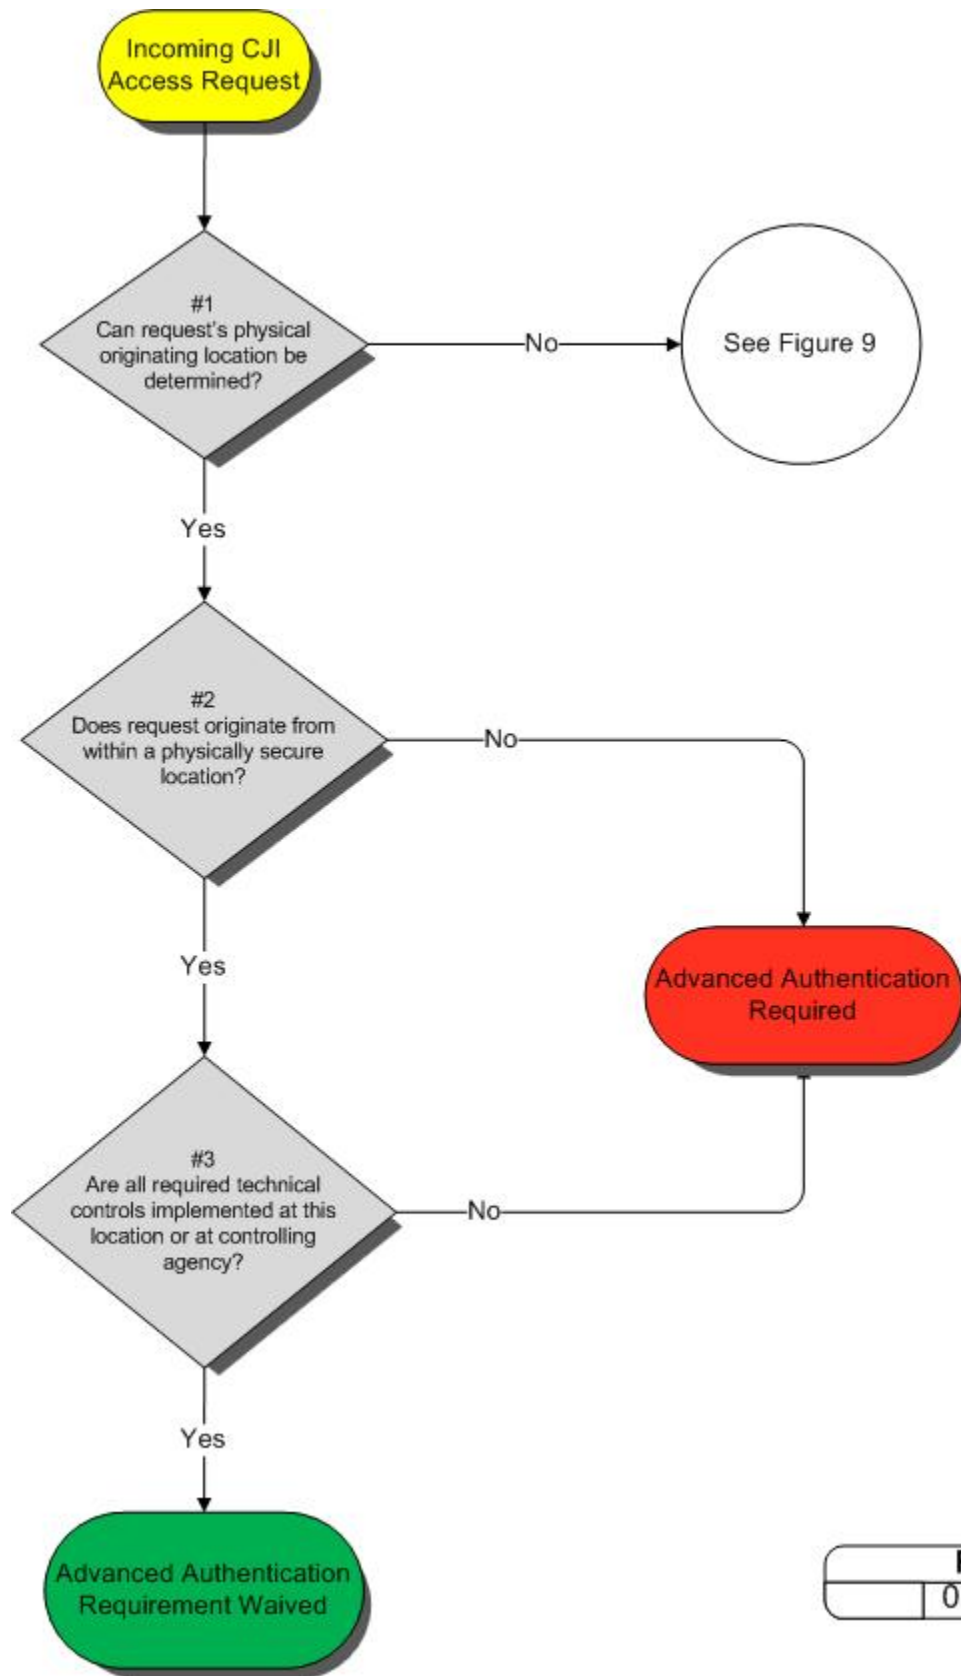 Incoming CJI
Access Request
#1
Can request's physical
originating location be
determined?
No
See Figure 9
Yes
#2
Does request originate from
within a physically secure
location?
No
Yes
Advanced Authentication
Required
#3
Are all required technical
controls implemented at this
location or at controlling
agency?
No
Yes
Advanced Authentication
Requirement Waived
0